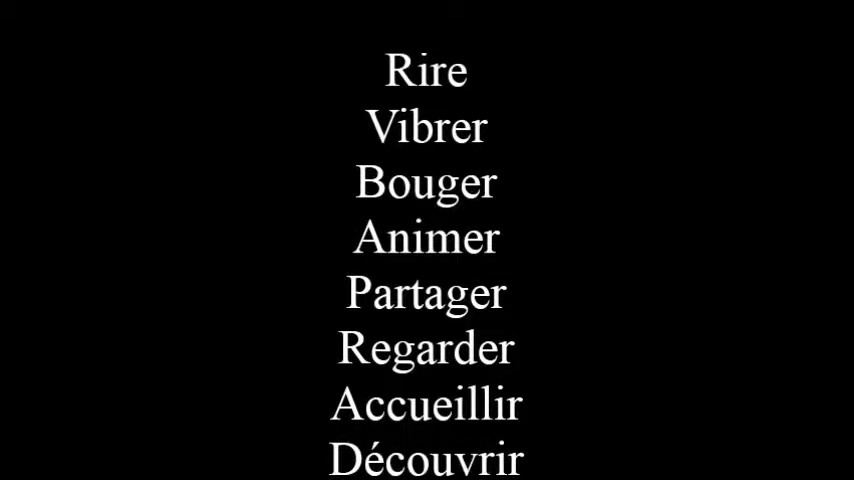 Rire
Vibrer
Bouger
Animer
Partager
Regarder
Accueillir
Découvrir